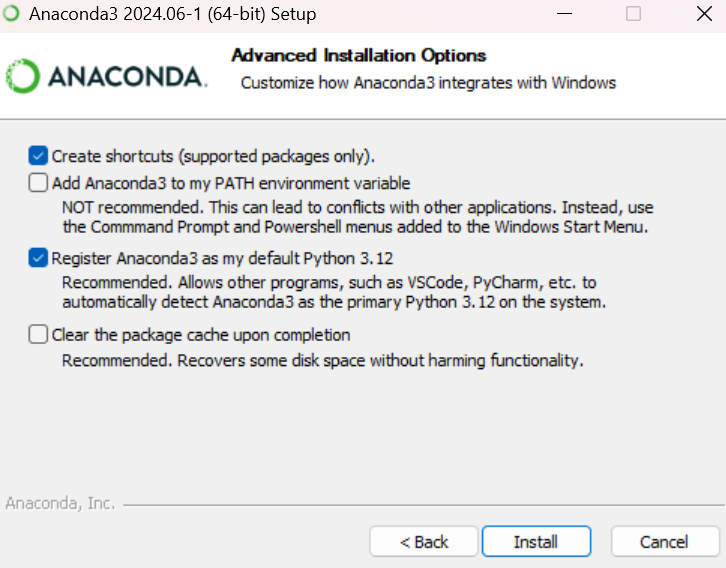 Anaconda3 2024.06-1 (64-bit) Setup
ANACONDA.
Advanced Installation Options
Customize how Anaconda3 integrates with Windows
Create shortcuts (supported packages only).
Add Anaconda3 to my PATH environment variable
NOT recommended. This can lead to conflicts with other applications. Instead, use
the Commmand Prompt and Powershell menus added to the Windows Start Menu.
Register Anaconda3 as my default Python 3.12
Recommended. Allows other programs, such as VSCode, PyCharm, etc. to
automatically detect Anaconda3 as the primary Python 3.12 on the system.
Clear the package cache upon completion
Recommended. Recovers some disk space without harming functionality.
Anaconda, Inc.
< Back
Install
Cancel